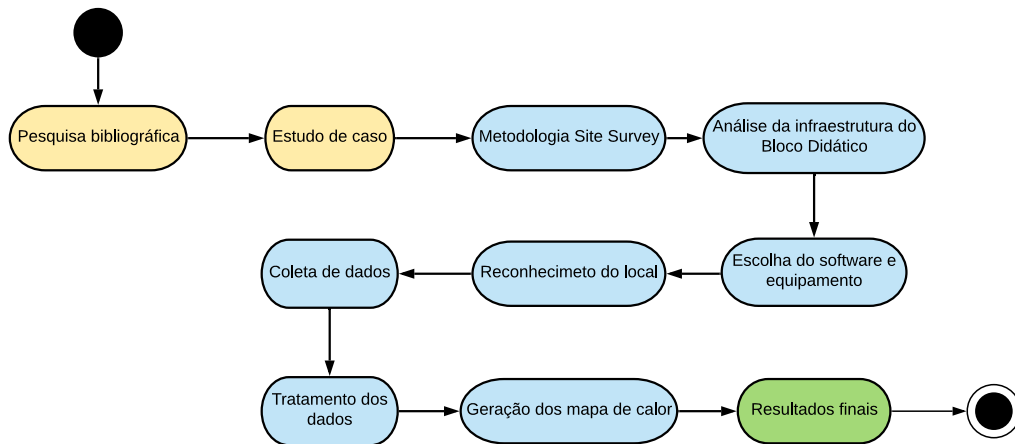 Pesquisa bibliográfica
Estudo de caso
Metodologia Site Survey
Análise da infraestrutura do
Bloco Didático
Escolha do software e
equipamento
Reconhecimeto do local
Coleta de dados
Tratamento dos
dados
Geração dos mapa de calor
Resultados finais